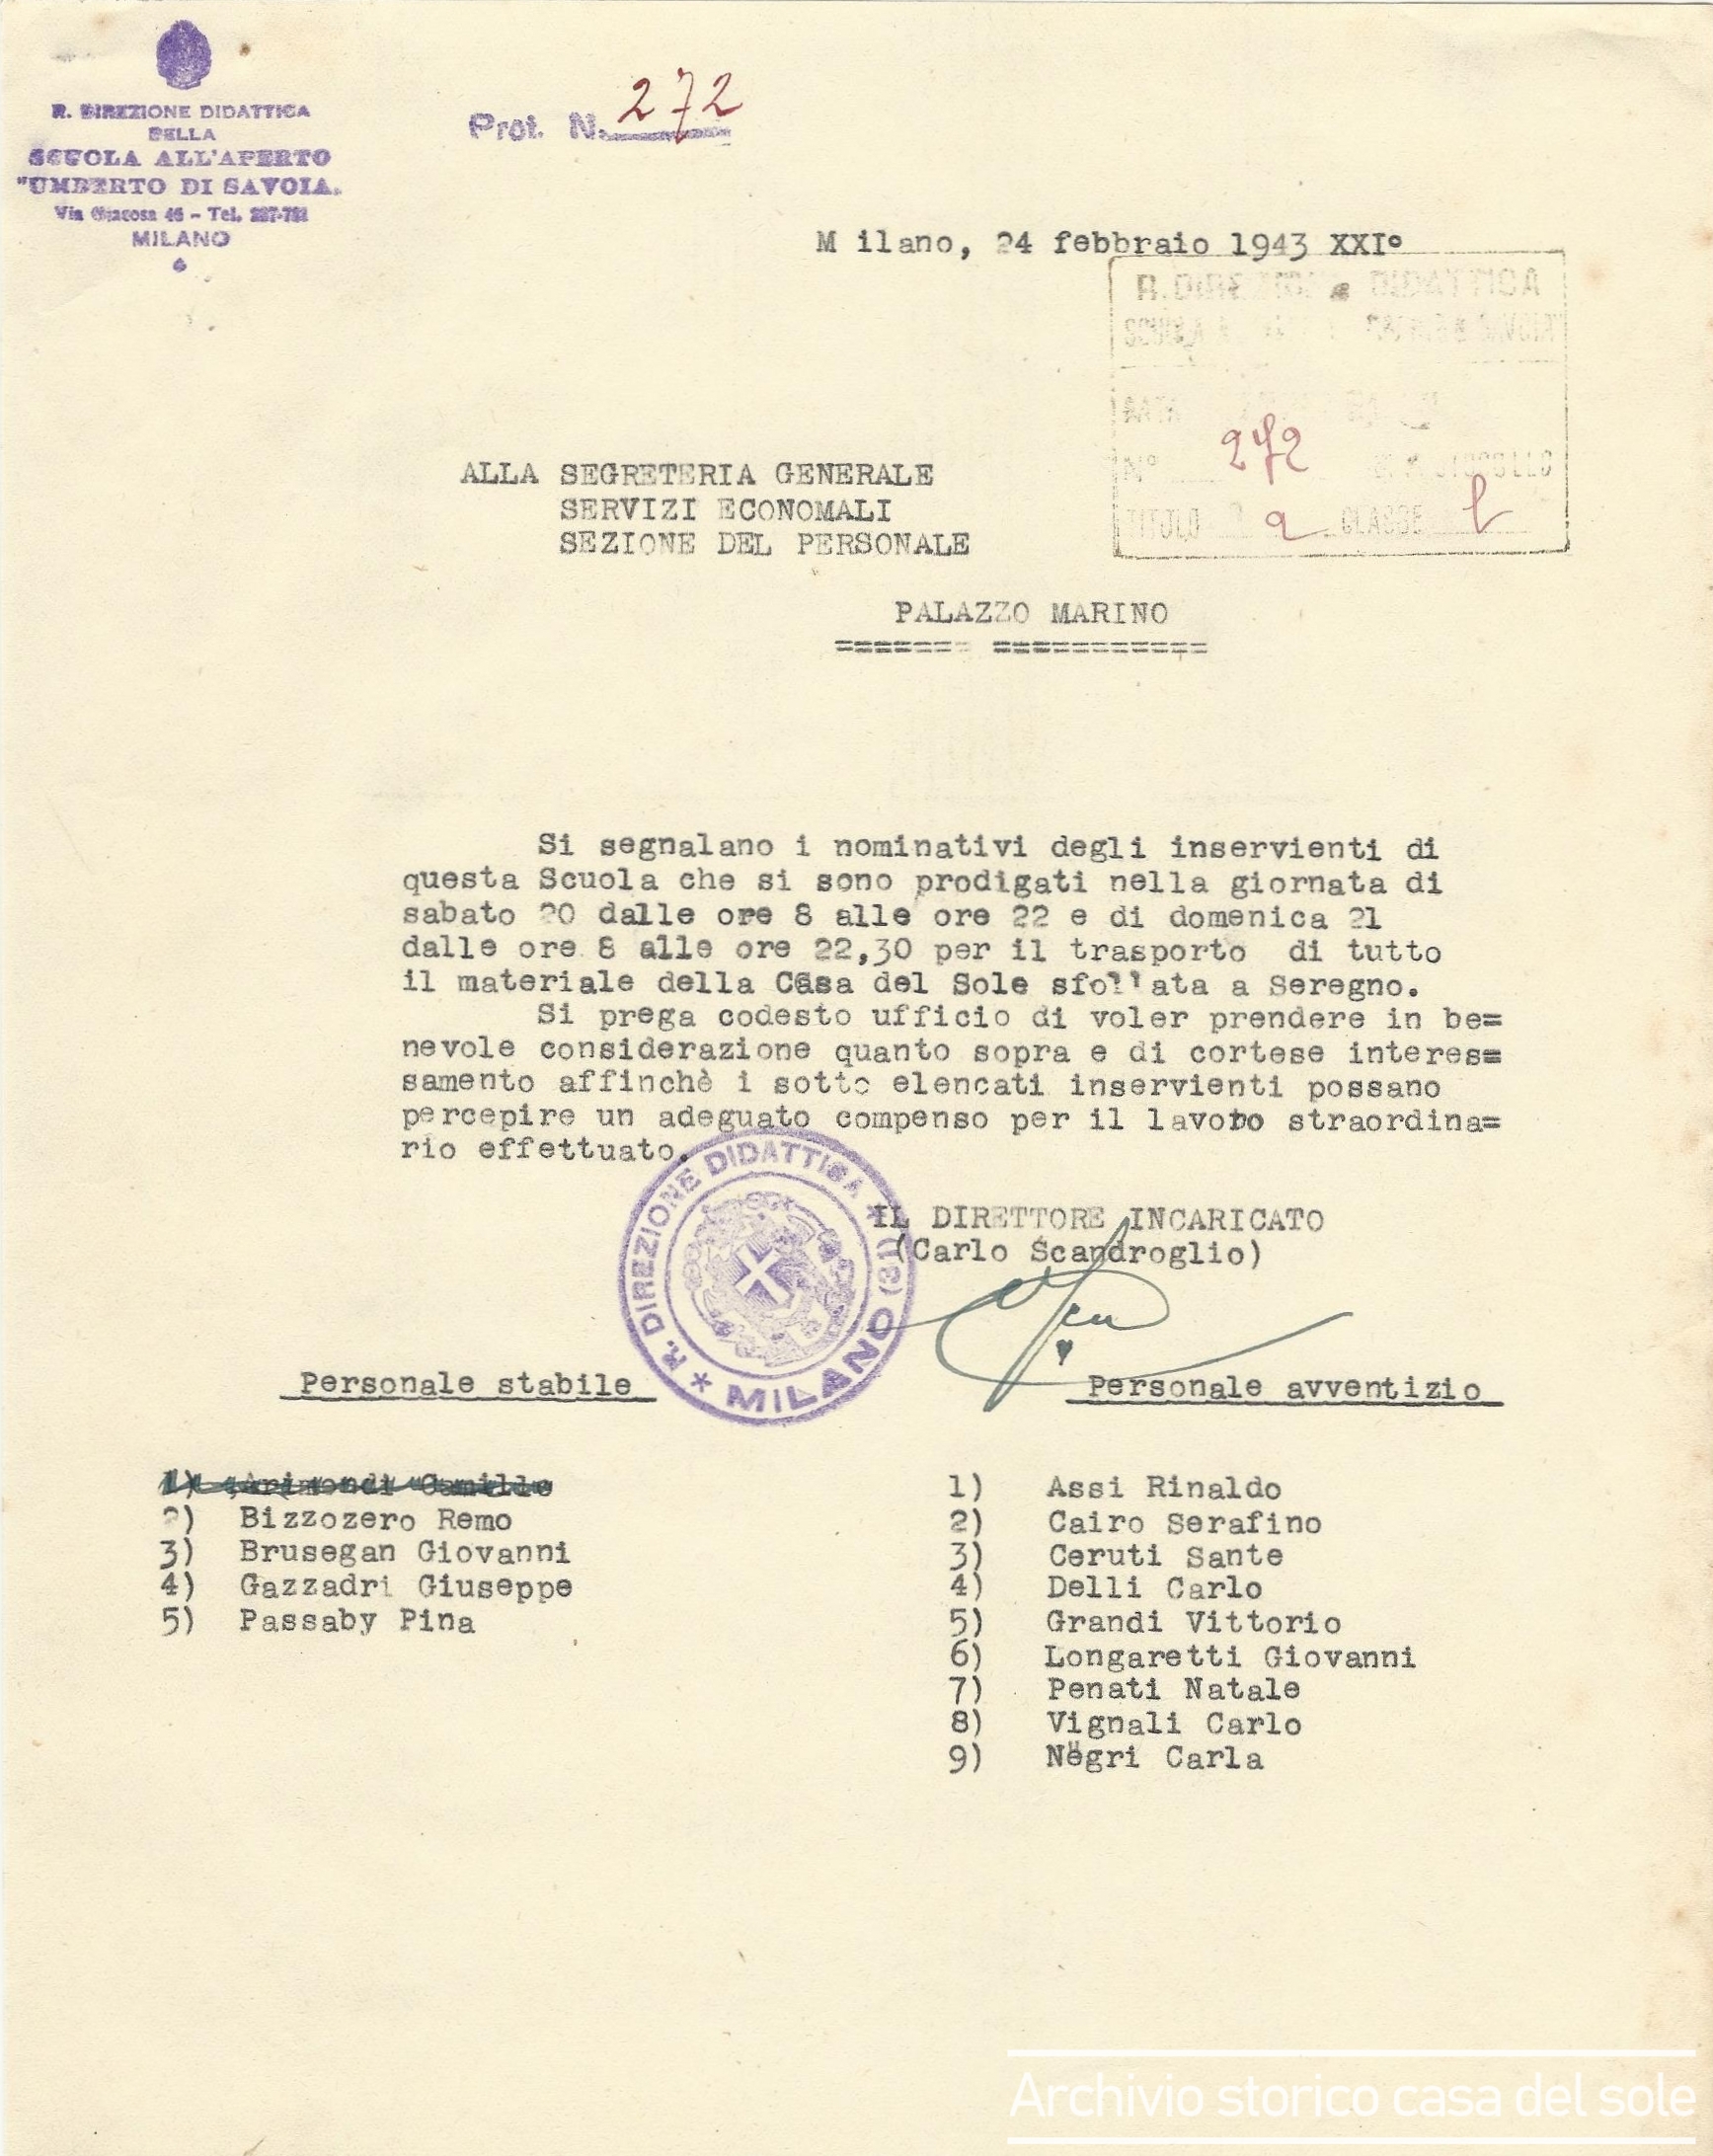 R. DIREZIONE DIDATTICA
DELLA
SCUOLA ALL'APERTO
"UMBERTO DI SAVOIA"
Via Giacosa 46 - Tel.
MILANO
Prot. N. 272
M ilano, 24 febbraio 1943 XXI°
R. DIREZIONE DIDATTICA
N° 272
TITULO 2 CLASSE l
ALLA SEGRETERIA GENERALE
SERVIZI ECONOMALI
SEZIONE DEL PERSONALE
PALAZZO MARINO
======= ===========
Si segnalano i nominativi degli inservienti di
questa Scuola che si sono prodigati nella giornata di
sabato 20 dalle ore 8 alle ore 22 e di domenica 21
dalle ore 8 alle ore 22,30 per il trasporto di tutto
il materiale della Casa del Sole sfollata a Seregno.
Si prega codesto ufficio di voler prendere in be=
nevole considerazione quanto sopra e di cortese interes=
samento affinchè i sotto elencati inservienti possano
percepire un adeguato compenso per il lavoro straordina=
rio effettuato.
R. DIREZIONE DIDATTICA
MILANO
IL DIRETTORE INCARICATO
(Carlo Scandroglio)
Personale stabile
1) Arimondi Camillo
2) Bizzozero Remo
3) Brusegan Giovanni
4) Gazzadri Giuseppe
5) Passaby Pina
Personale avventizio
1) Assi Rinaldo
2) Cairo Serafino
3) Ceruti Sante
4) Delli Carlo
5) Grandi Vittorio
6) Longaretti Giovanni
7) Penati Natale
8) Vignali Carlo
9) Negri Carla
Archivio storico casa del sole